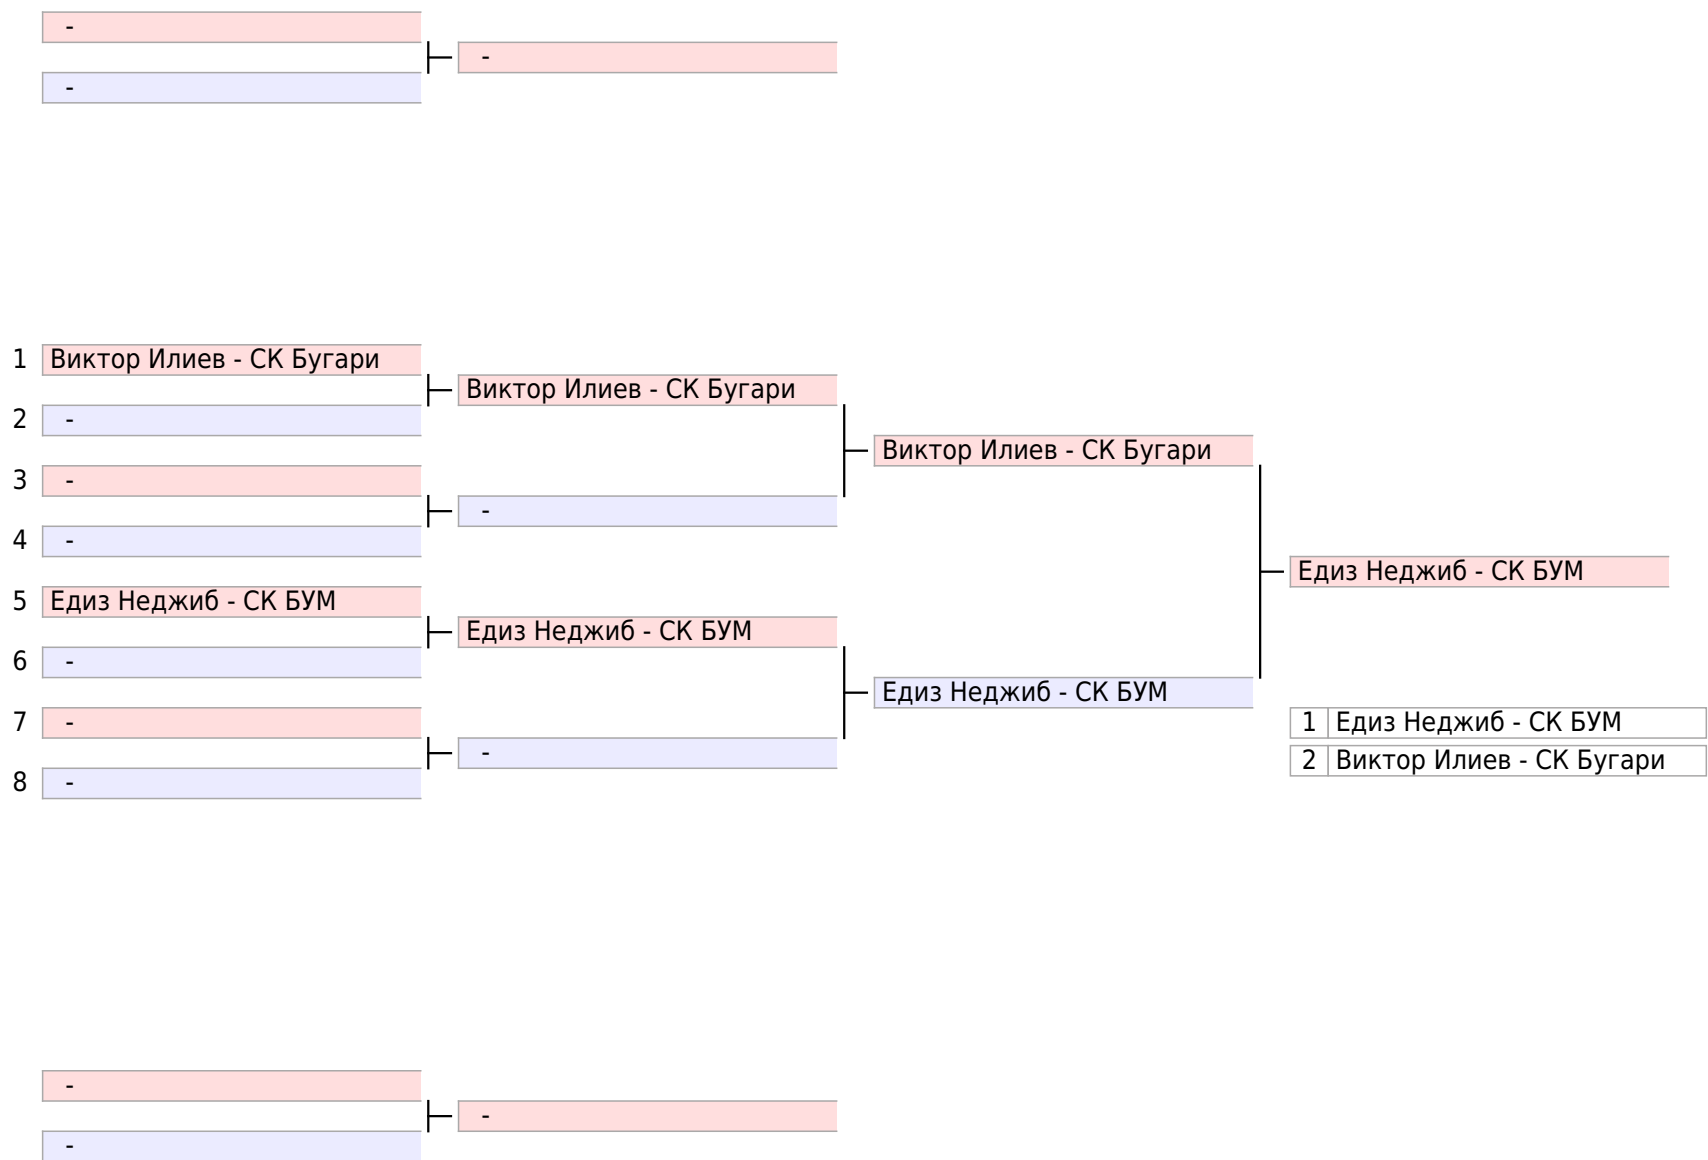 -
-
-
1 Виктор Илиев - СК Бугари
Виктор Илиев - СК Бугари
2 -
Виктор Илиев - СК Бугари
3 -
-
4 -
Едиз Неджиб - СК БУМ
5 Едиз Неджиб - СК БУМ
Едиз Неджиб - СК БУМ
6 -
Едиз Неджиб - СК БУМ
7 -
1 Едиз Неджиб - СК БУМ
-
2 Виктор Илиев - СК Бугари
8 -
-
-
-